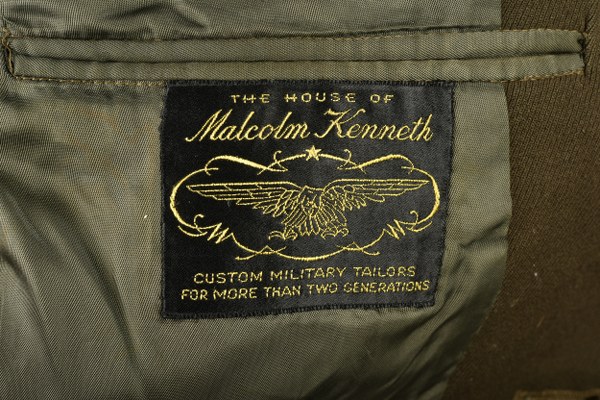 THE HOUSE OF
Malcolm Kenneth
CUSTOM MILITARY TAILORS
FOR MORE THAN TWO GENERATIONS